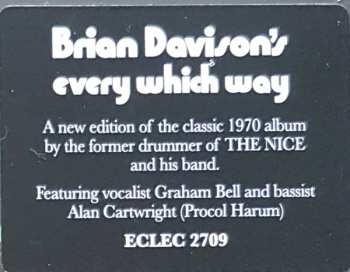 Brian Davison's
every which way
A new edition of the classic 1970 album
by the former drummer of THE NICE
and his band.
Featuring vocalist Graham Bell and bassist
Alan Cartwright (Procol Harum)
ECLEC 2709